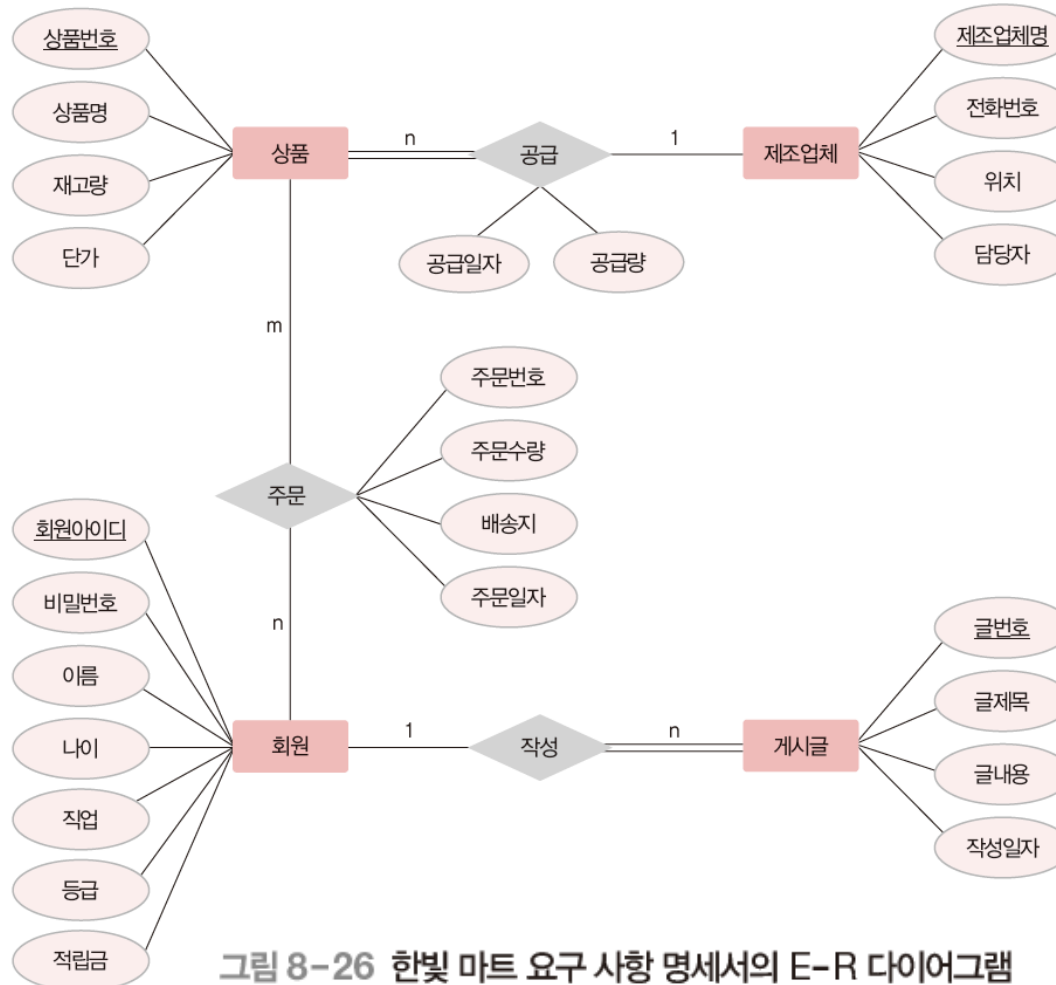 상품번호
상품명
재고량
단가
상품
n
공급
1
제조업체
제조업체명
전화번호
위치
담당자
공급일자
공급량
m
주문
주문번호
주문수량
배송지
주문일자
n
회원아이디
비밀번호
이름
나이
직업
등급
적립금
회원
1
작성
n
게시글
글번호
글제목
글내용
작성일자
그림 8-26 한빛 마트 요구 사항 명세서의 E-R 다이어그램